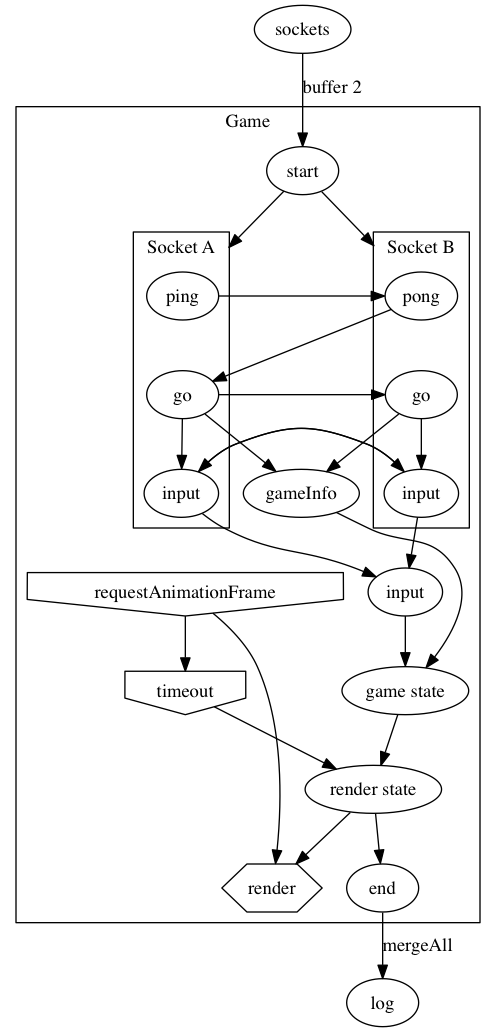 sockets
buffer 2
Game
start
Socket A
Socket B
ping
pong
go
go
input
gameInfo
input
requestAnimationFrame
input
timeout
game state
render state
render
end
mergeAll
log